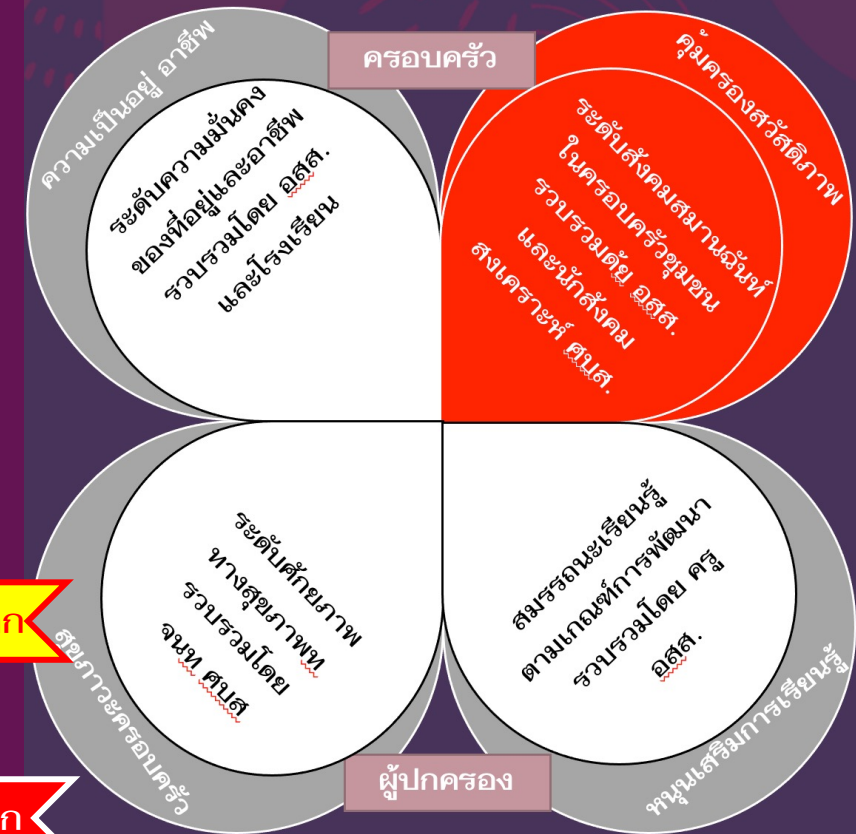 ครอบครัว
ความเป็นอยู่ อาชีพ
ระดับความมั่นคง
ของที่อยู่และอาชีพ
รวบรวมโดย อสส.
และโรงเรียน
คุ้มครองสวัสดิภาพ
ระดับสังคมสมานฉันท์
ในครอบครัวชุมชน
รวบรวมด้ย อสส.
และนักสังคม
สงเคราะห์ ศบส.
สุขภาวะครอบครัว
ระดับศักยภาพ
ทางสุขภาพท
รวบรวมโดย
จนท ศบส
สมรรถนะเรียนรู้
ตามเกณฑ์การพัฒนา
รวบรวมโดย ครู
อสส.
หนุนเสริมการเรียนรู้
ผู้ปกครอง
ก
ก